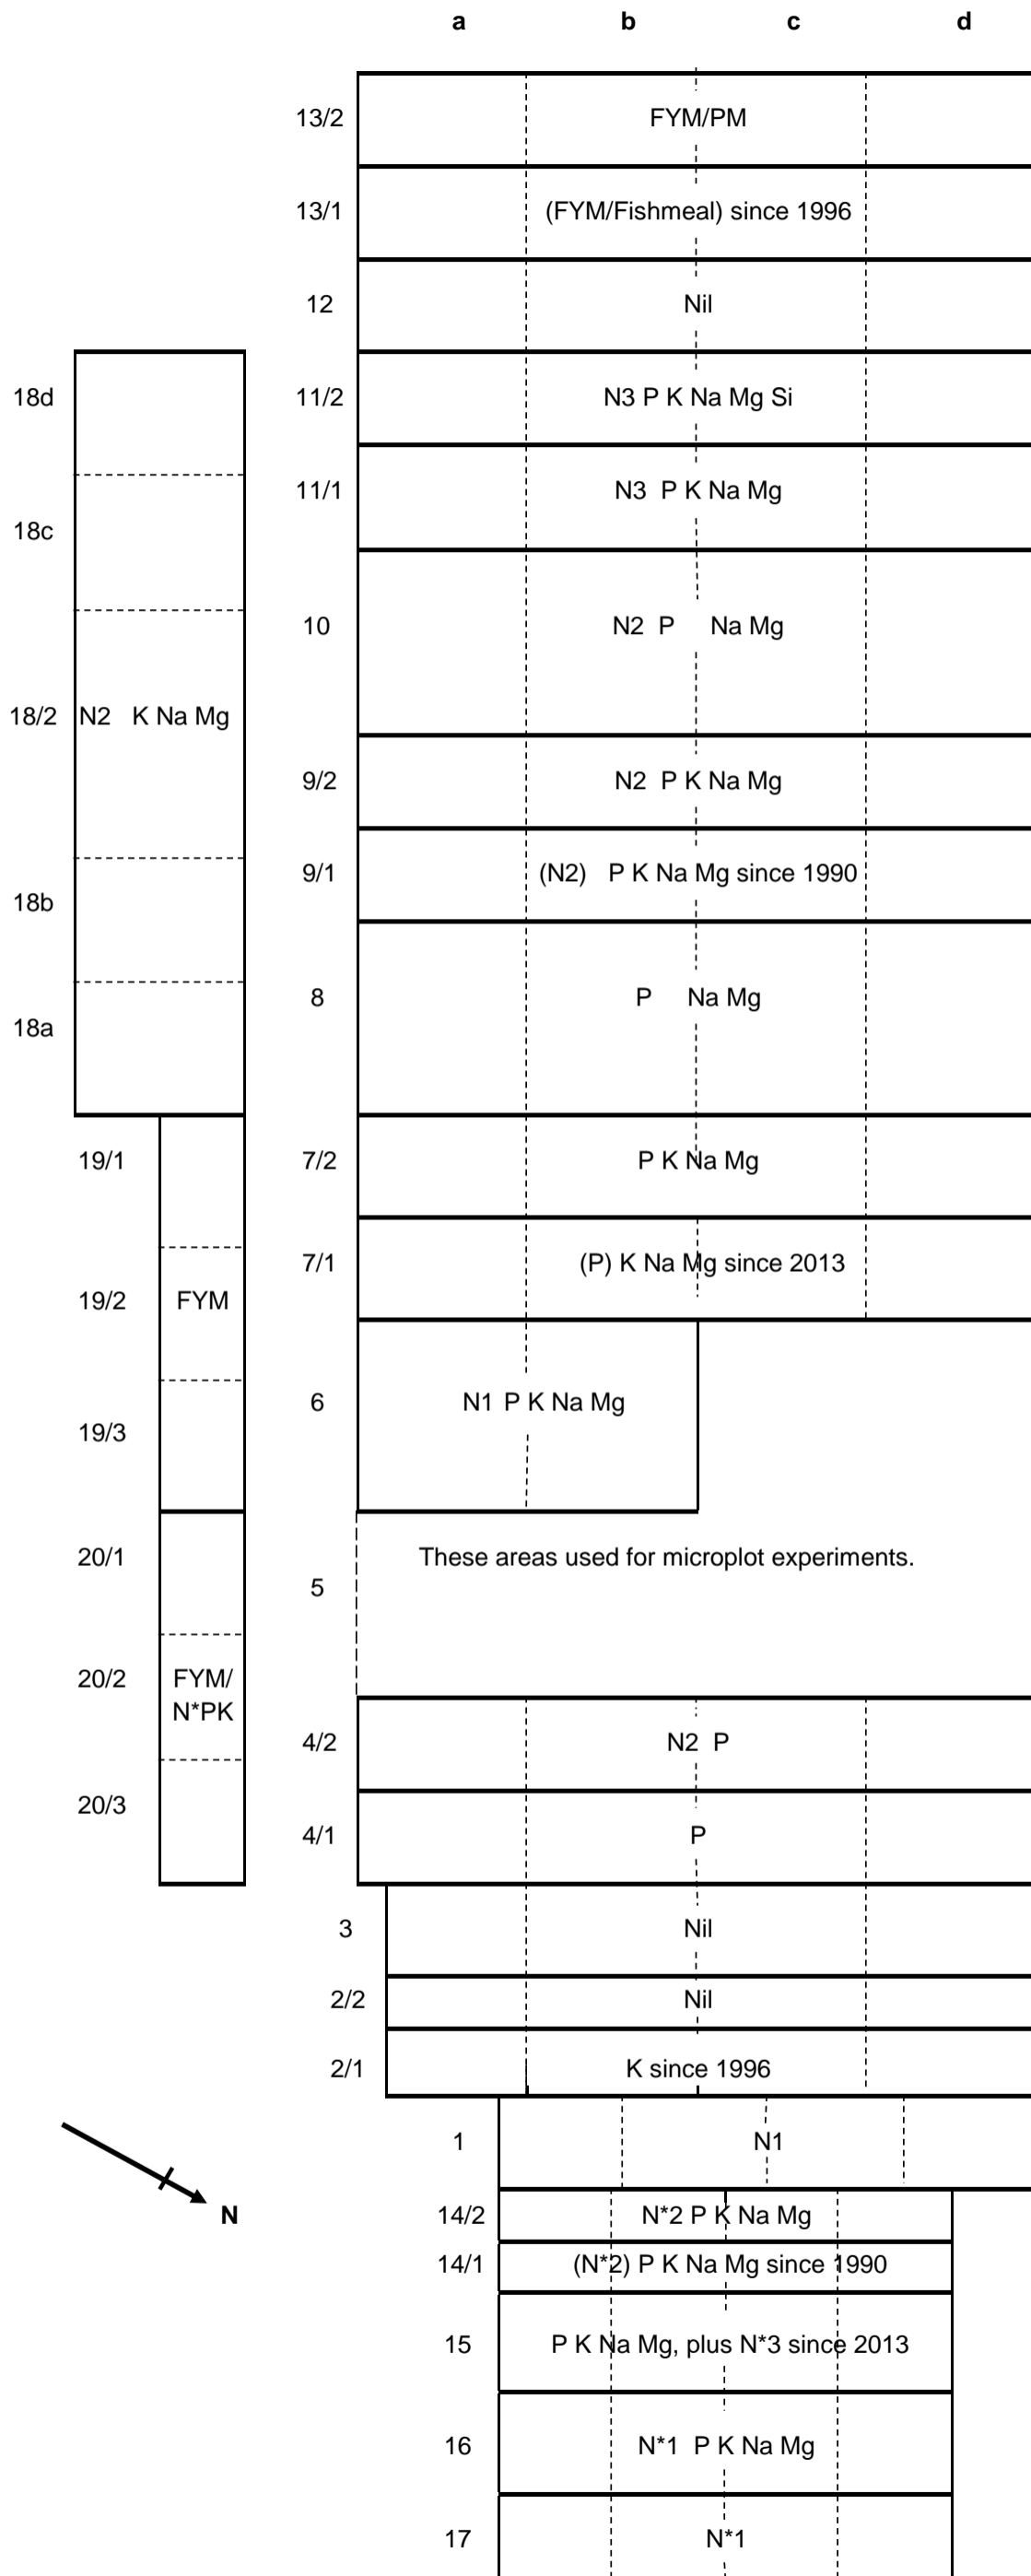 a b c d
13/2 FYM/PM
13/1 (FYM/Fishmeal) since 1996
12 Nil
18d 11/2 N3 P K Na Mg Si
11/1 N3 P K Na Mg
18c
10 N2 P Na Mg
18/2 N2 K Na Mg
9/2 N2 P K Na Mg
9/1 (N2) P K Na Mg since 1990
18b
8 P Na Mg
18a
19/1 7/2 P K Na Mg
7/1 (P) K Na Mg since 2013
19/2 FYM
6 N1 P K Na Mg
19/3
20/1 These areas used for microplot experiments.
5
20/2 FYM/
N*PK
4/2 N2 P
20/3
4/1 P
3 Nil
2/2 Nil
2/1 K since 1996
1 N1
N
14/2 N*2 P K Na Mg
14/1 (N*2) P K Na Mg since 1990
15 P K Na Mg, plus N*3 since 2013
16 N*1 P K Na Mg
17 N*1